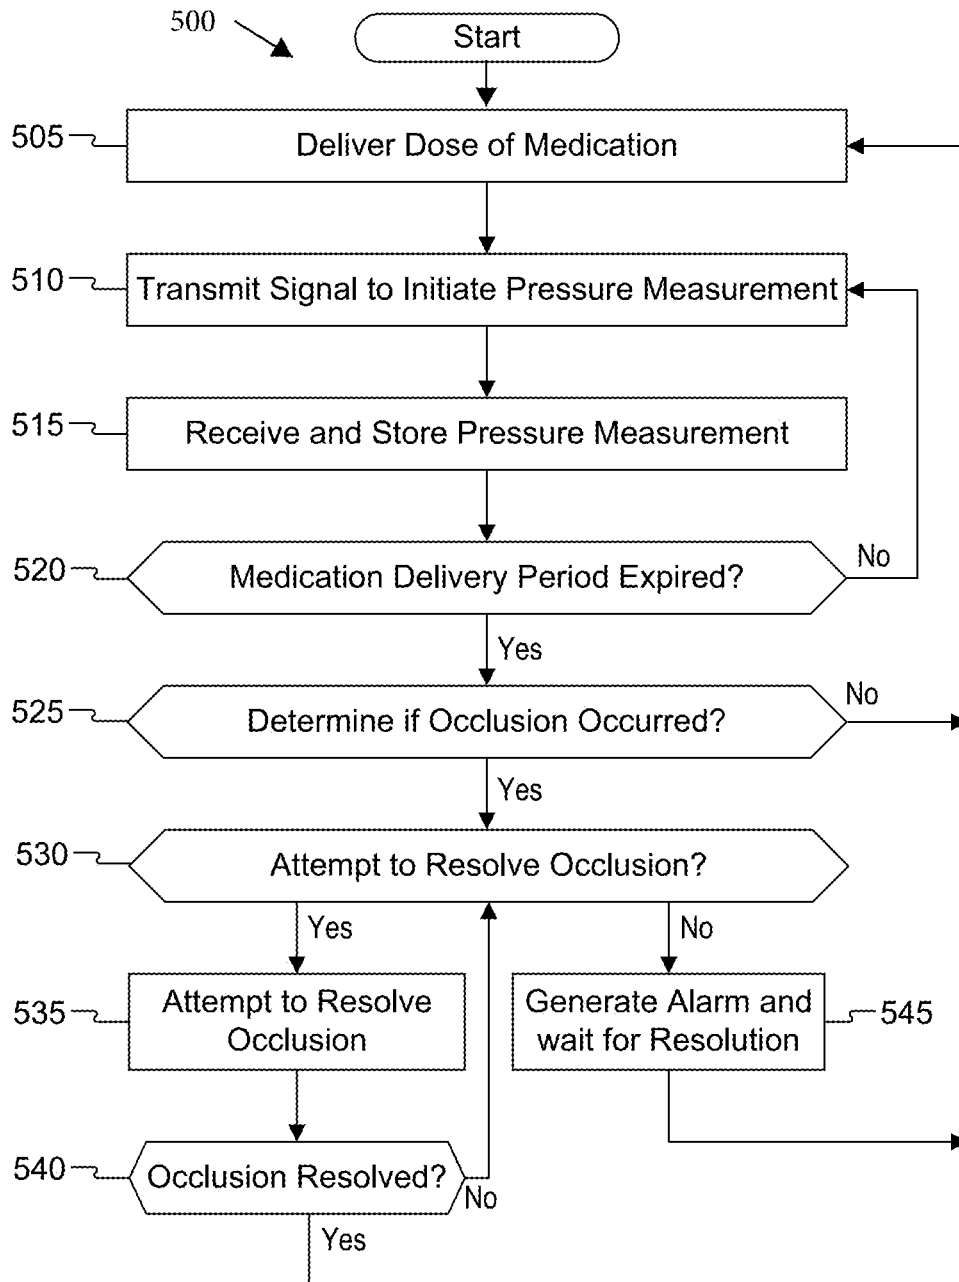 500
Start
505
Deliver Dose of Medication
510
Transmit Signal to Initiate Pressure Measurement
515
Receive and Store Pressure Measurement
520
Medication Delivery Period Expired?
No
Yes
525
Determine if Occlusion Occurred?
No
Yes
530
Attempt to Resolve Occlusion?
Yes
No
535
Attempt to Resolve
Occlusion
Generate Alarm and
wait for Resolution
545
540
Occlusion Resolved?
No
Yes